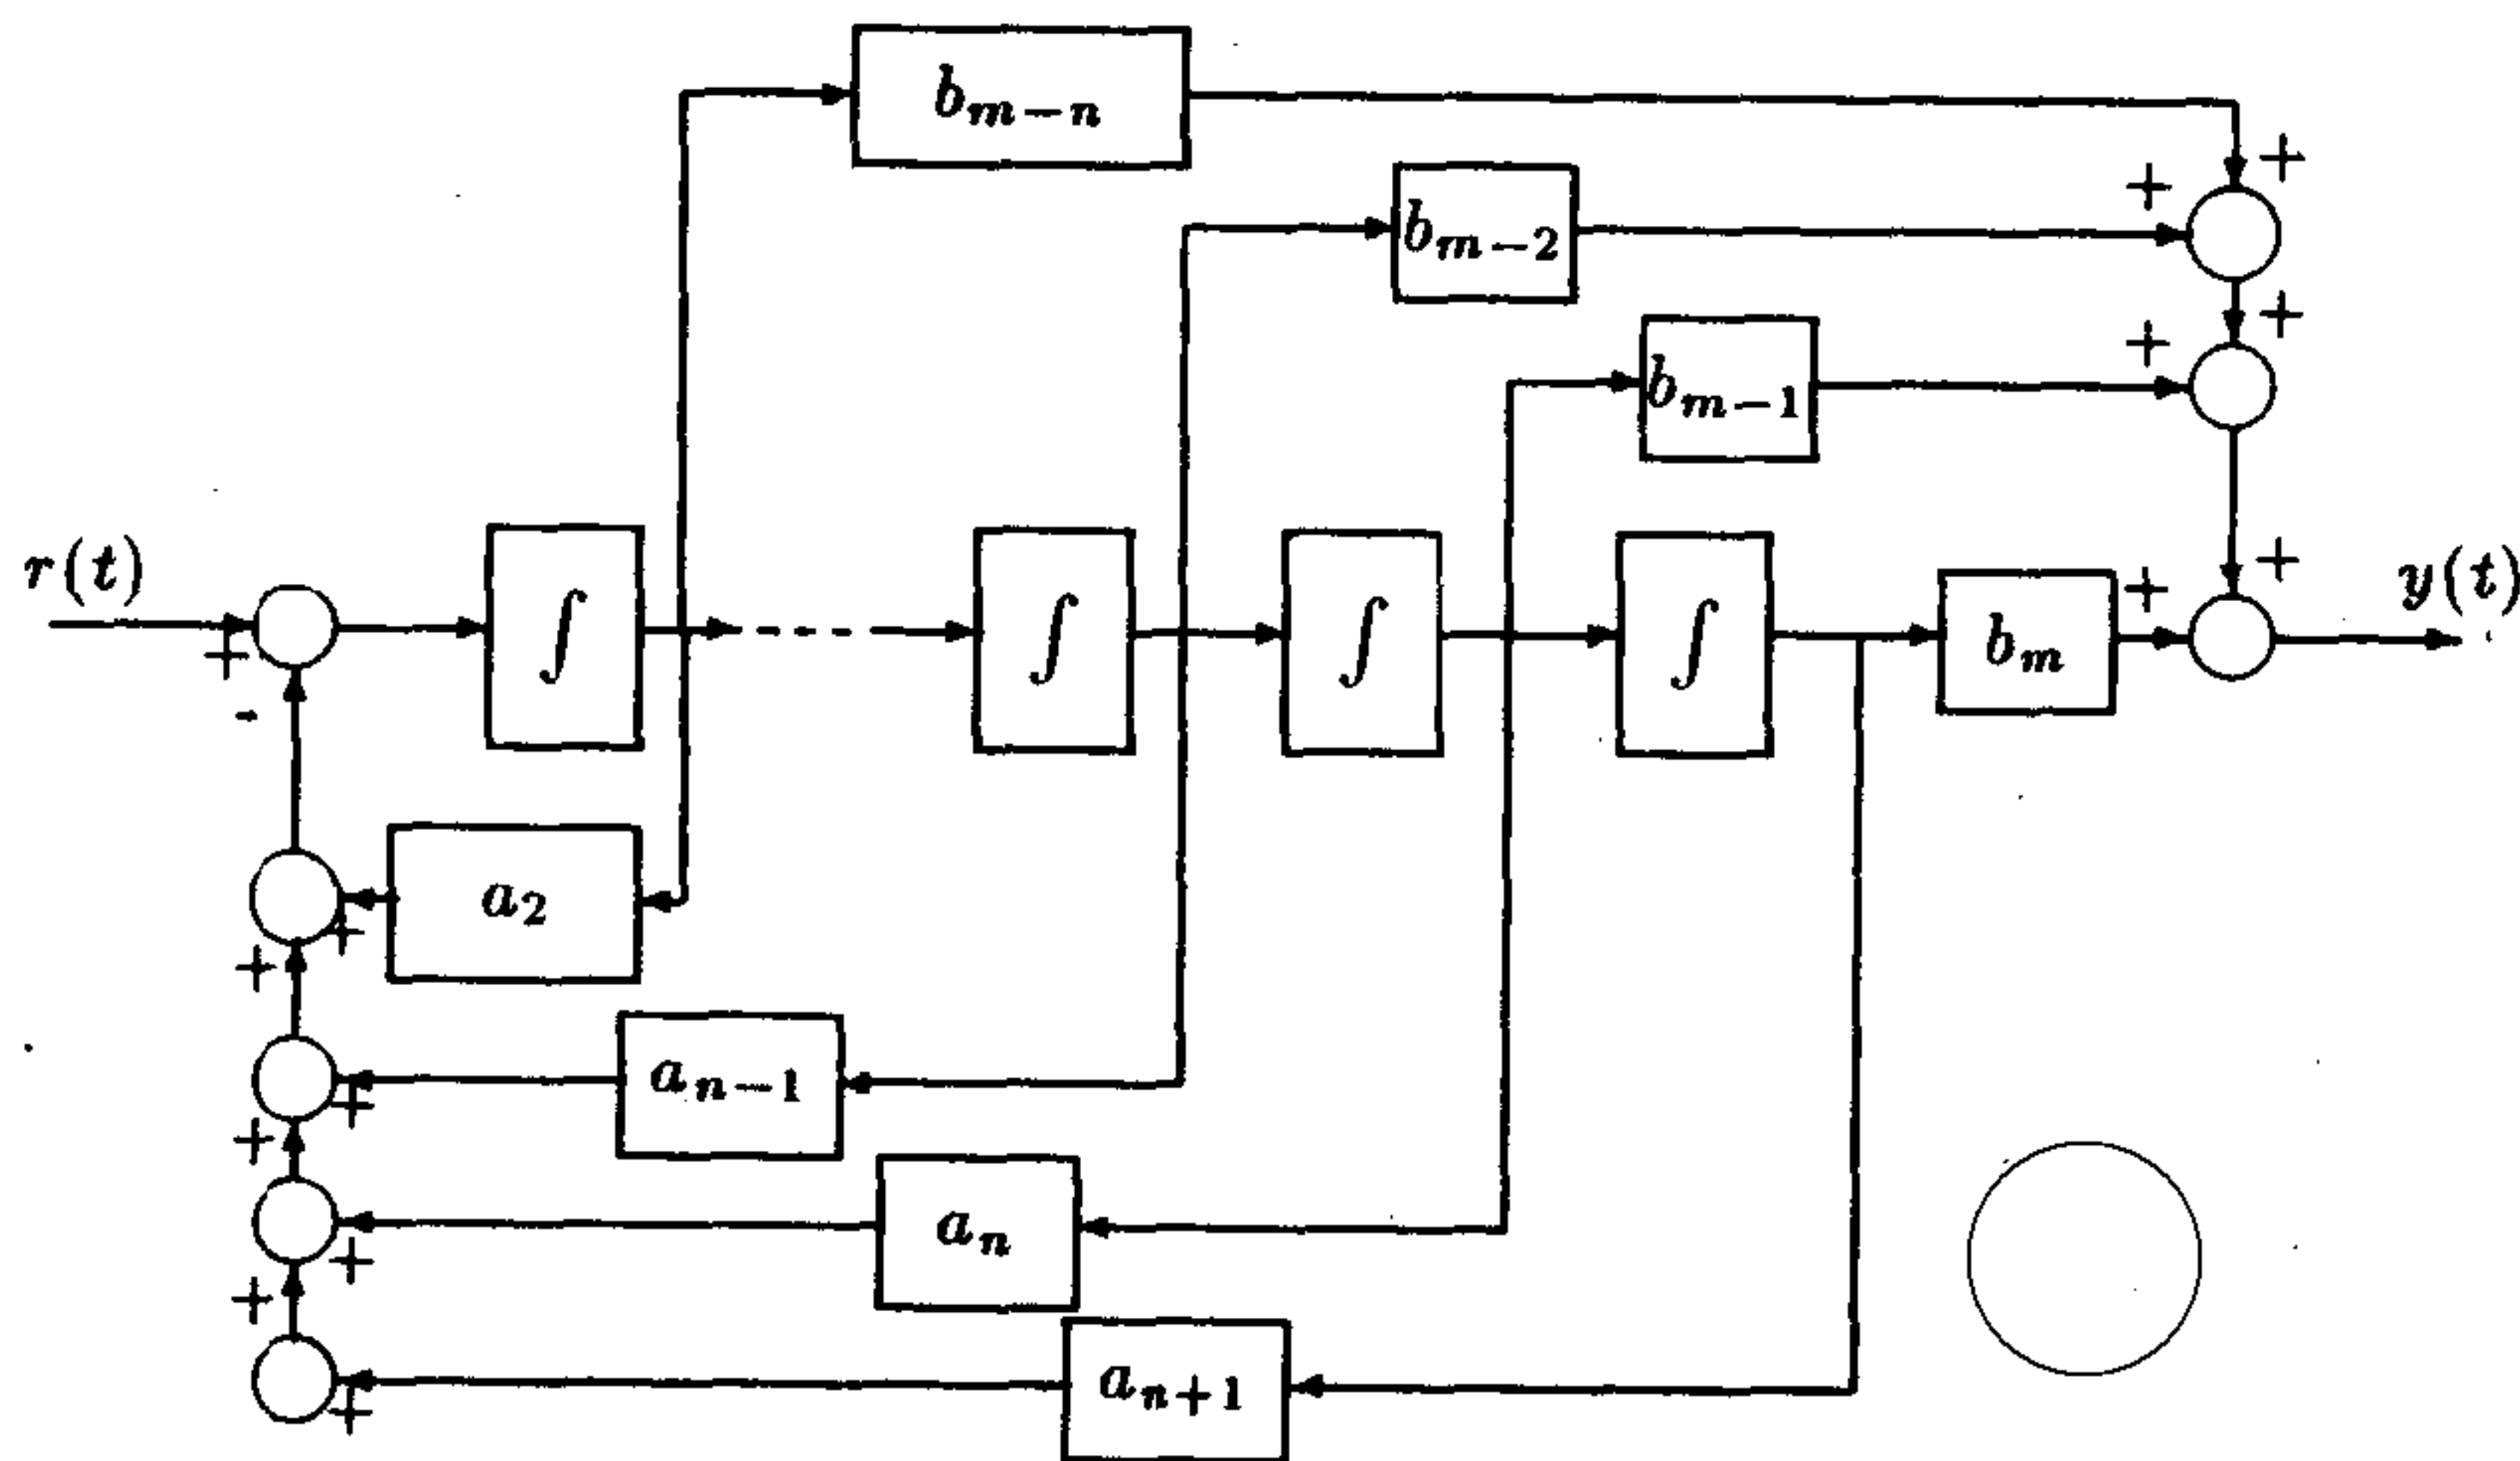 b_{m-n}
b_{m-2}
b_{m-1}
r(t) ∫ ∫ ∫ ∫ b_m y(t)
a_2
a_{n-1}
a_n
a_{n+1}
+ +
+ +
+ +
+
-
+
+
+
+
+
+
+